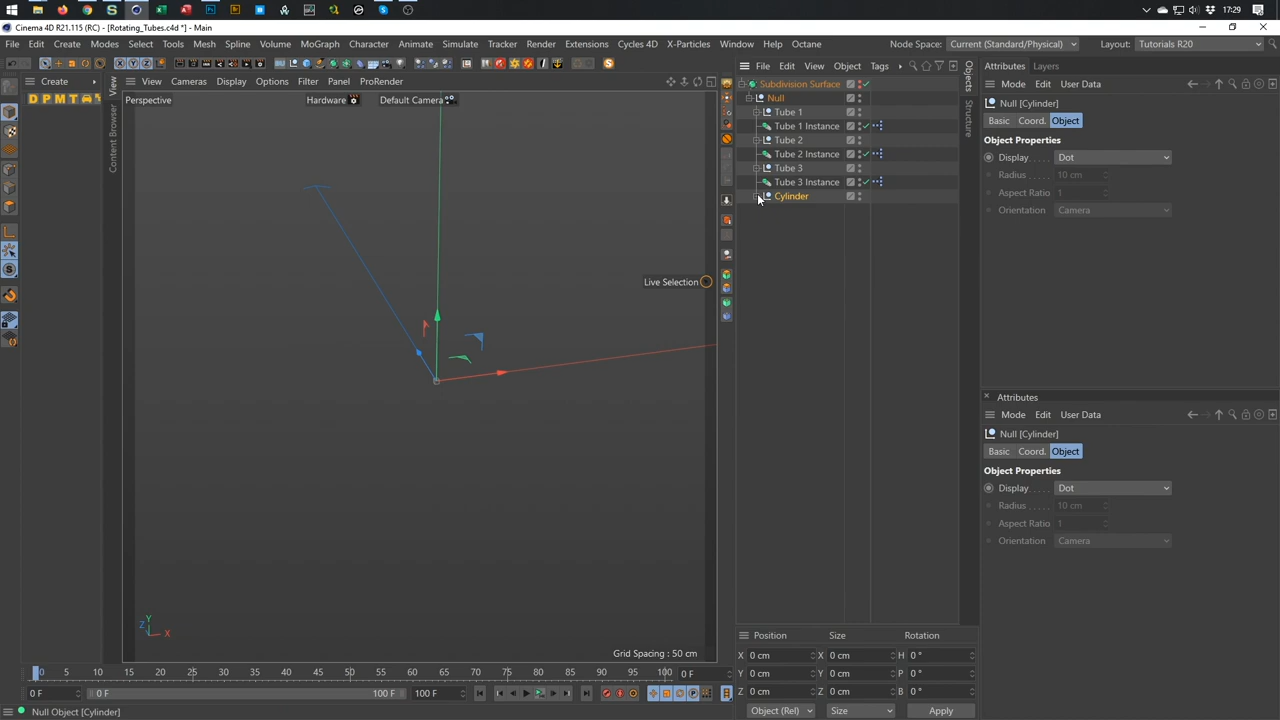 17:29
Cinema 4D R21.115 (RC) - [Rotating_Tubes.c4d *] - Main
File Edit Create Modes Select Tools Mesh Spline Volume MoGraph Character Animate Simulate Tracker Render Extensions Cycles 4D X-Particles Window Help Octane Node Space: Current (Standard/Physical) Layout: Tutorials R20
Create View Cameras Display Options Filter Panel ProRender
File Edit View Object Tags
Attributes Layers
Mode Edit User Data
D P M T
View
Content Browser
Perspective Hardware Default Camera
Subdivision Surface
Null
Tube 1
Tube 1 Instance
Tube 2
Tube 2 Instance
Tube 3
Tube 3 Instance
Cylinder
Objects
Structure
Null [Cylinder]
Basic Coord. Object
Object Properties
Display Dot
Radius 10 cm
Aspect Ratio 1
Orientation Camera
Live Selection
Attributes
Mode Edit User Data
Null [Cylinder]
Basic Coord. Object
Object Properties
Display Dot
Radius 10 cm
Aspect Ratio 1
Orientation Camera
Y
Z X
Grid Spacing : 50 cm
0 5 10 15 20 25 30 35 40 45 50 55 60 65 70 75 80 85 90 95 100 0 F
0 F 0 F 100 F 100 F
Position Size Rotation
X 0 cm X 0 cm H 0 °
Y 0 cm Y 0 cm P 0 °
Z 0 cm Z 0 cm B 0 °
Object (Rel) Size Apply
Null Object [Cylinder]